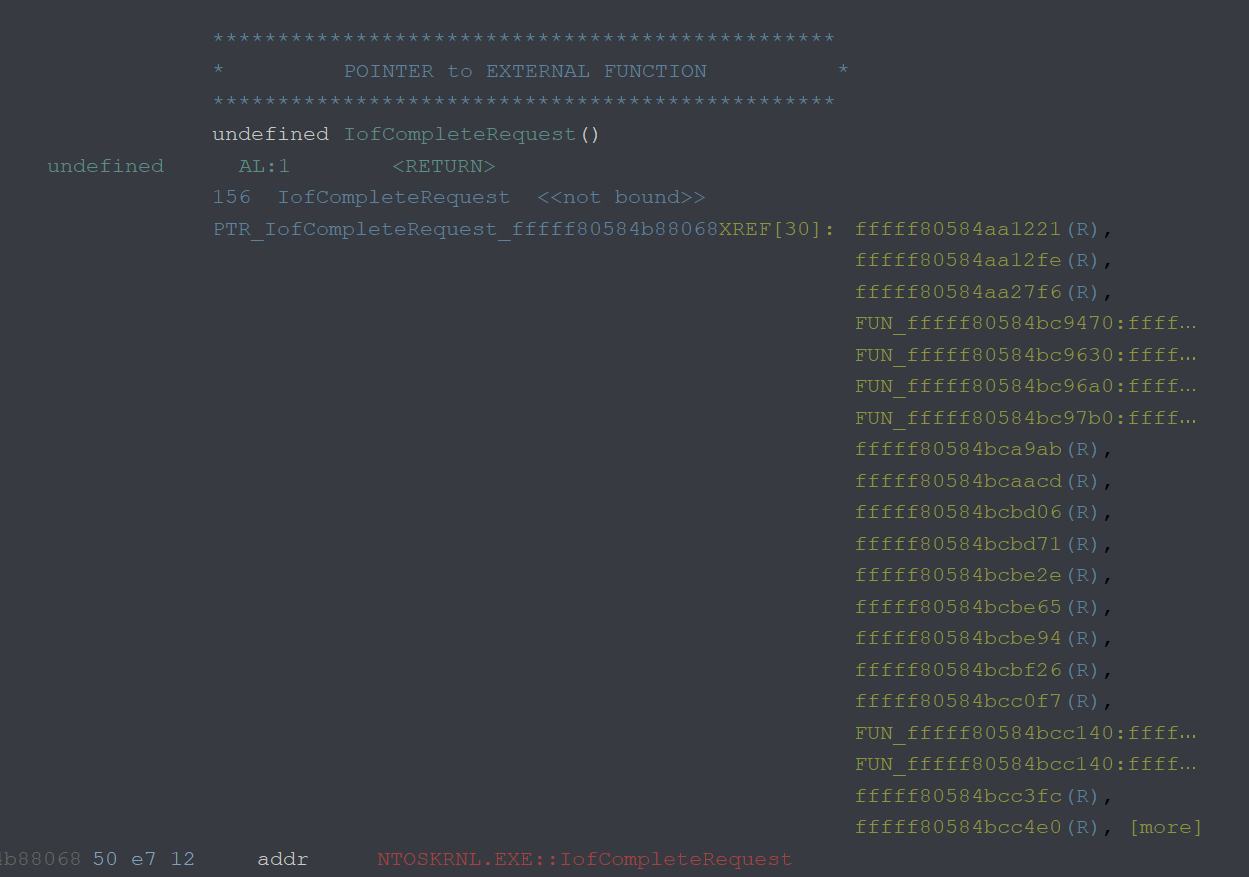 *************************************************
* POINTER to EXTERNAL FUNCTION *
*************************************************
undefined IofCompleteRequest()
undefined AL:1 <RETURN>
156 IofCompleteRequest <<not bound>>
PTR_IofCompleteRequest_fffff80584b88068XREF[30]: fffff80584aa1221(R),
fffff80584aa12fe(R),
fffff80584aa27f6(R),
FUN_fffff80584bc9470:ffff…
FUN_fffff80584bc9630:ffff…
FUN_fffff80584bc96a0:ffff…
FUN_fffff80584bc97b0:ffff…
fffff80584bca9ab(R),
fffff80584bcaacd(R),
fffff80584bcbd06(R),
fffff80584bcbd71(R),
fffff80584bcbe2e(R),
fffff80584bcbe65(R),
fffff80584bcbe94(R),
fffff80584bcbf26(R),
fffff80584bcc0f7(R),
FUN_fffff80584bcc140:ffff…
FUN_fffff80584bcc140:ffff…
fffff80584bcc3fc(R),
fffff80584bcc4e0(R), [more]
4b88068 50 e7 12 addr NTOSKRNL.EXE::IofCompleteRequest